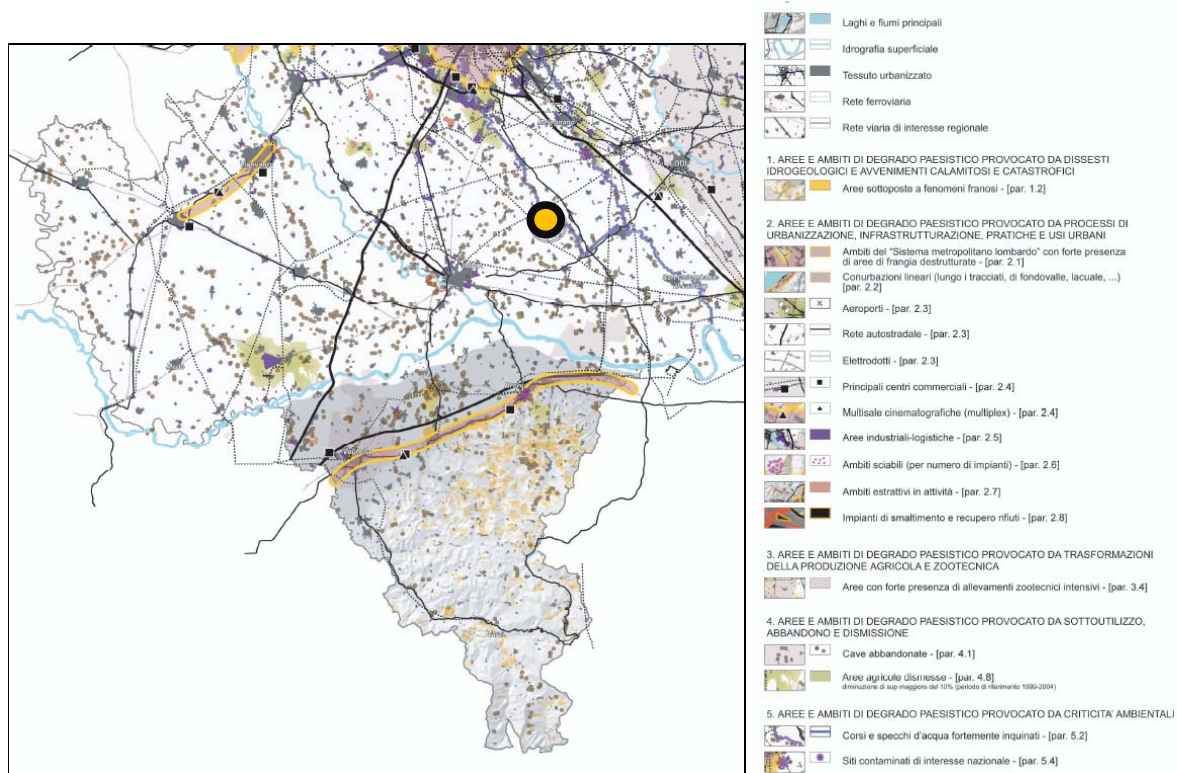 Laghi e fiumi principali
Idrografia superficiale
Tessuto urbanizzato
Rete ferroviaria
Rete viaria di interesse regionale
1. AREE E AMBITI DI DEGRADO PAESISTICO PROVOCATO DA DISSESTI
IDROGEOLOGICI E AVVENIMENTI CALAMITOSI E CATASTROFICI
Aree sottoposte a fenomeni franosi - [par. 1.2]
2. AREE E AMBITI DI DEGRADO PAESISTICO PROVOCATO DA PROCESSI DI
URBANIZZAZIONE, INFRASTRUTTURAZIONE, PRATICHE E USI URBANI
Ambiti del "Sistema metropolitano lombardo" con forte presenza
di aree di frangia destrutturate - [par. 2.1]
Conurbazioni lineari (lungo i tracciati, di fondovalle, lacuale, ...)
[par. 2.2]
Aeroporti - [par. 2.3]
Rete autostradale - [par. 2.3]
Elettrodotti - [par. 2.3]
Principali centri commerciali - [par. 2.4]
Multisale cinematografiche (multiplex) - [par. 2.4]
Aree industriali-logistiche - [par. 2.5]
Ambiti sciabili (per numero di impianti) - [par. 2.6]
Ambiti estrattivi in attività - [par. 2.7]
Impianti di smaltimento e recupero rifiuti - [par. 2.8]
3. AREE E AMBITI DI DEGRADO PAESISTICO PROVOCATO DA TRASFORMAZIONI
DELLA PRODUZIONE AGRICOLA E ZOOTECNICA
Aree con forte presenza di allevamenti zootecnici intensivi - [par. 3.4]
4. AREE E AMBITI DI DEGRADO PAESISTICO PROVOCATO DA SOTTOUTILIZZO,
ABBANDONO E DISMISSIONE
Cave abbandonate - [par. 4.1]
Aree agricole dismesse - [par. 4.8]
diminuzione di sup maggiore del 10% (periodo di riferimento 1999-2004)
5. AREE E AMBITI DI DEGRADO PAESISTICO PROVOCATO DA CRITICITA' AMBIENTALI
Corsi e specchi d'acqua fortemente inquinati - [par. 5.2]
Siti contaminati di interesse nazionale - [par. 5.4]